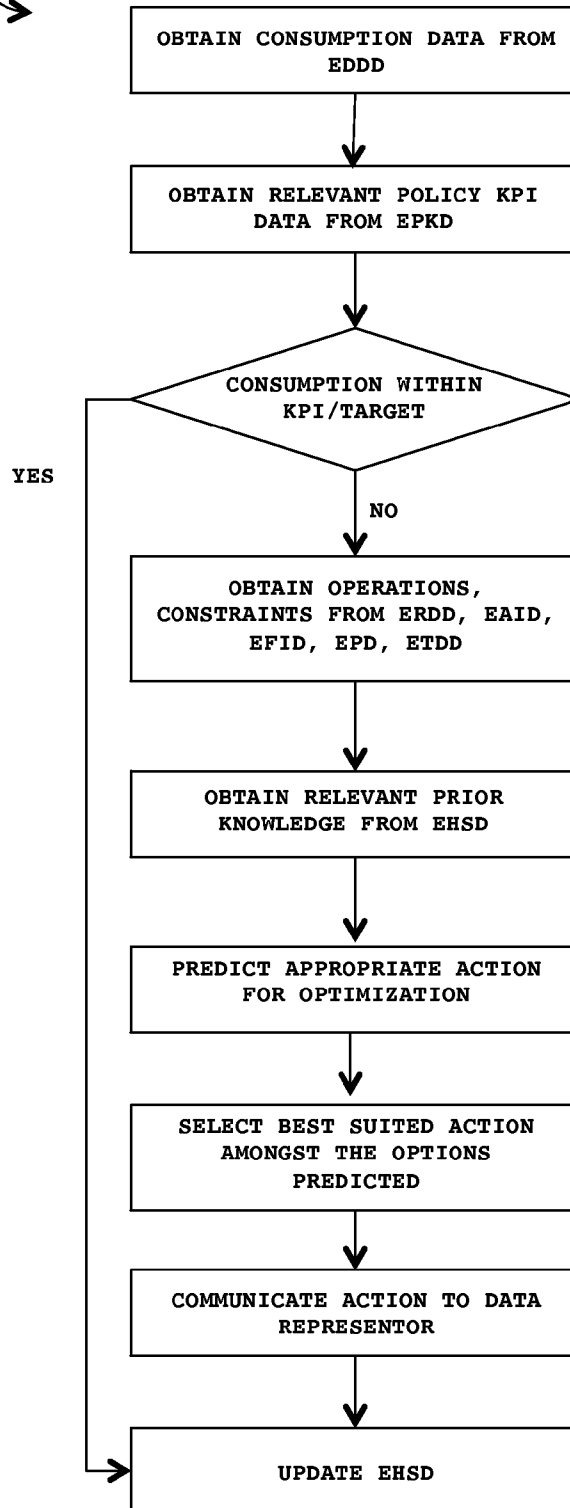 OBTAIN CONSUMPTION DATA FROM
EDDD
OBTAIN RELEVANT POLICY KPI
DATA FROM EPKD
CONSUMPTION WITHIN
KPI/TARGET
YES
NO
OBTAIN OPERATIONS,
CONSTRAINTS FROM ERDD, EAID,
EFID, EPD, ETDD
OBTAIN RELEVANT PRIOR
KNOWLEDGE FROM EHSD
PREDICT APPROPRIATE ACTION
FOR OPTIMIZATION
SELECT BEST SUITED ACTION
AMONGST THE OPTIONS
PREDICTED
COMMUNICATE ACTION TO DATA
REPRESENTOR
UPDATE EHSD